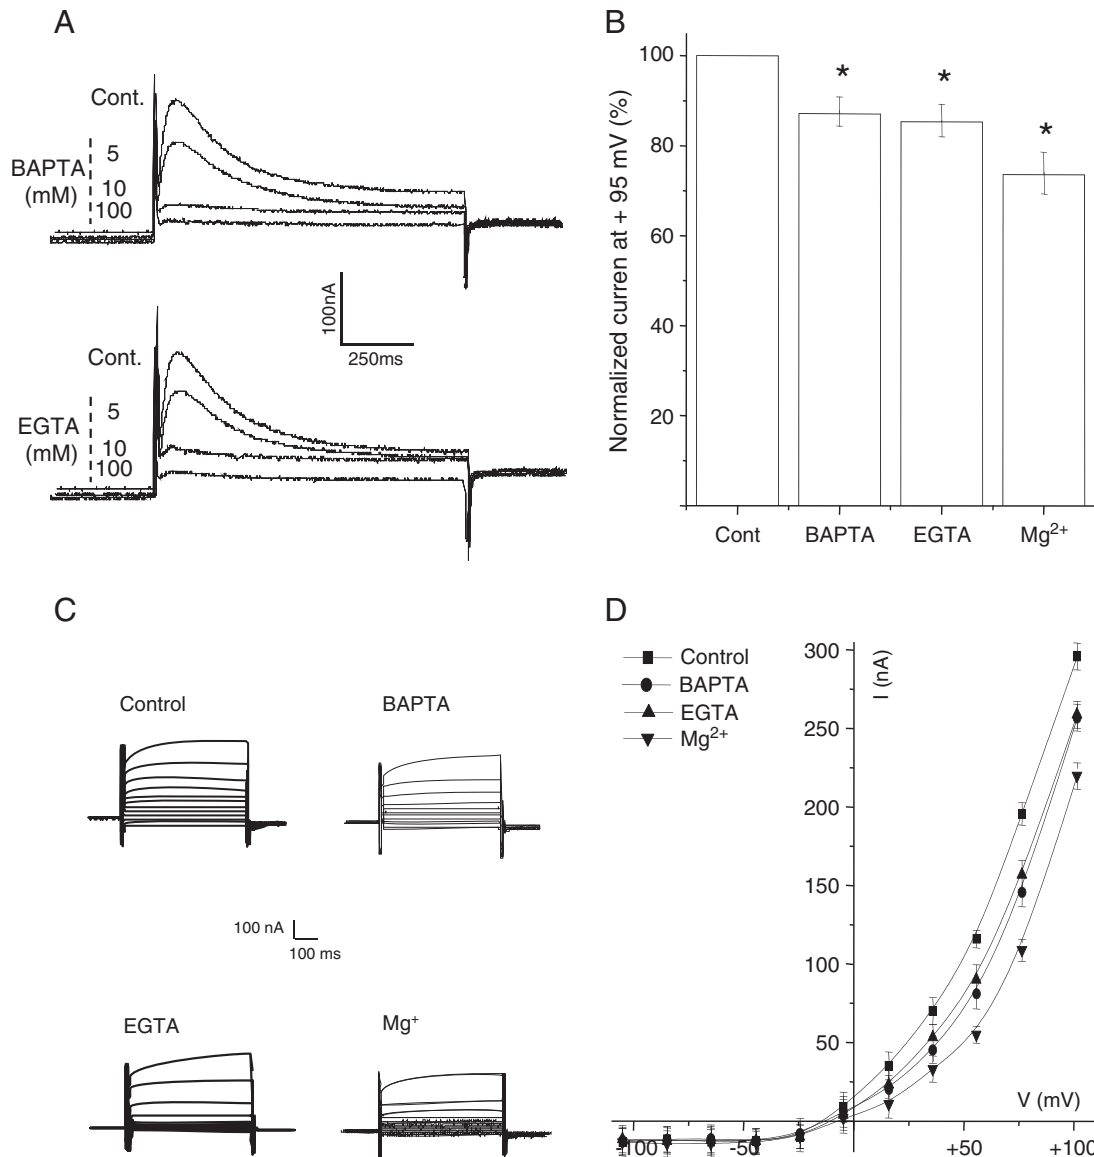 A
Cont.
BAPTA
(mM)
5
10
100
100nA
250ms
Cont.
EGTA
(mM)
5
10
100
B
Normalized curren at + 95 mV (%)
100
80
60
40
20
*
*
*
Cont
BAPTA
EGTA
Mg²⁺
C
Control
BAPTA
100 nA
100 ms
EGTA
Mg⁺
D
Control
BAPTA
EGTA
Mg²⁺
I (nA)
300
250
200
150
100
50
V (mV)
-100
-50
+50
+100